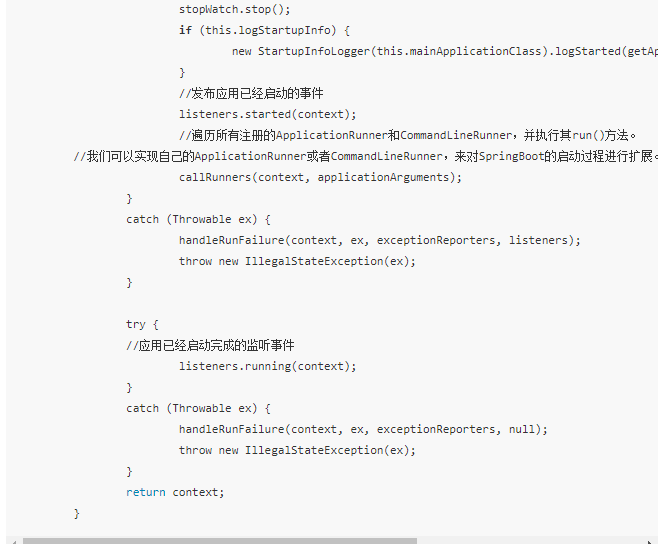 stopWatch.stop();
if (this.logStartupInfo) {
new StartupInfoLogger(this.mainApplicationClass).logStarted(getAp
}
//发布应用已经启动的事件
listeners.started(context);
//遍历所有注册的ApplicationRunner和CommandLineRunner，并执行其run()方法。
//我们可以实现自己的ApplicationRunner或者CommandLineRunner，来对SpringBoot的启动过程进行扩展。
callRunners(context, applicationArguments);
}
catch (Throwable ex) {
handleRunFailure(context, ex, exceptionReporters, listeners);
throw new IllegalStateException(ex);
}
try {
//应用已经启动完成的监听事件
listeners.running(context);
}
catch (Throwable ex) {
handleRunFailure(context, ex, exceptionReporters, null);
throw new IllegalStateException(ex);
}
return context;
}